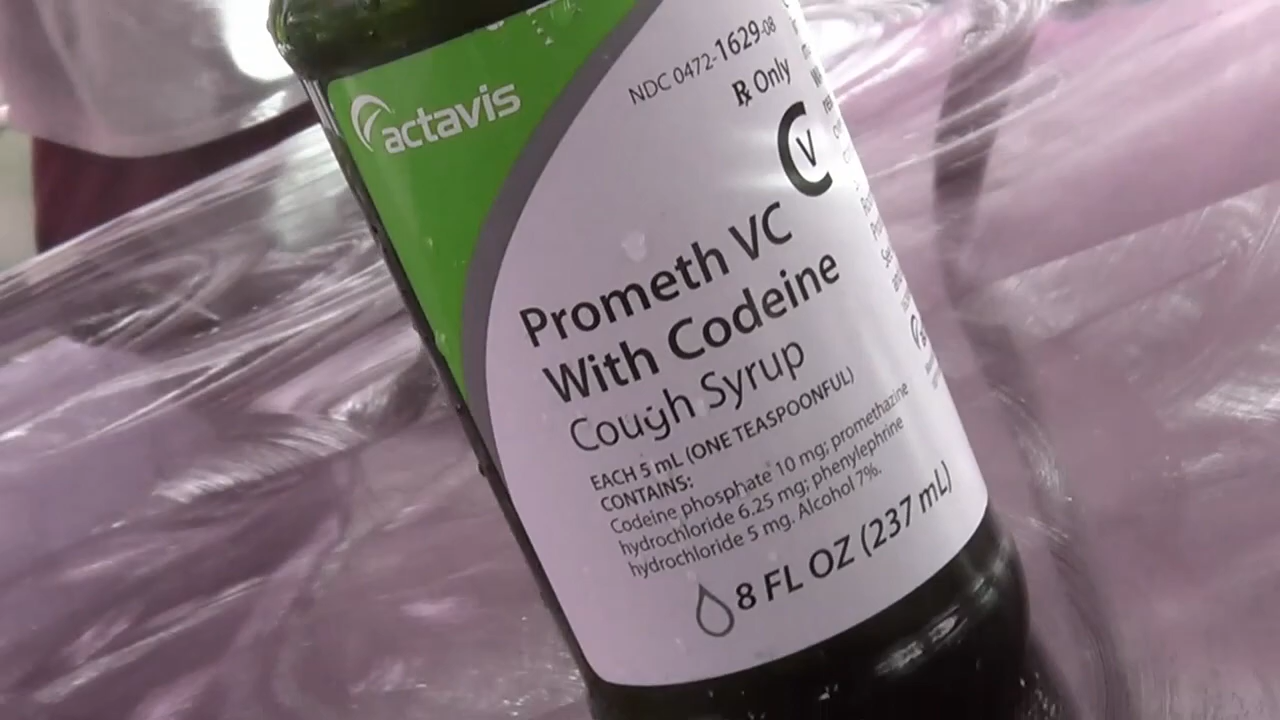 actavis
NDC 0472-1629-08
℞ Only
C V
Prometh VC
With Codeine
Cough Syrup
EACH 5 mL (ONE TEASPOONFUL)
CONTAINS:
Codeine phosphate 10 mg; promethazine
hydrochloride 6.25 mg; phenylephrine
hydrochloride 5 mg. Alcohol 7%.
8 FL OZ (237 mL)